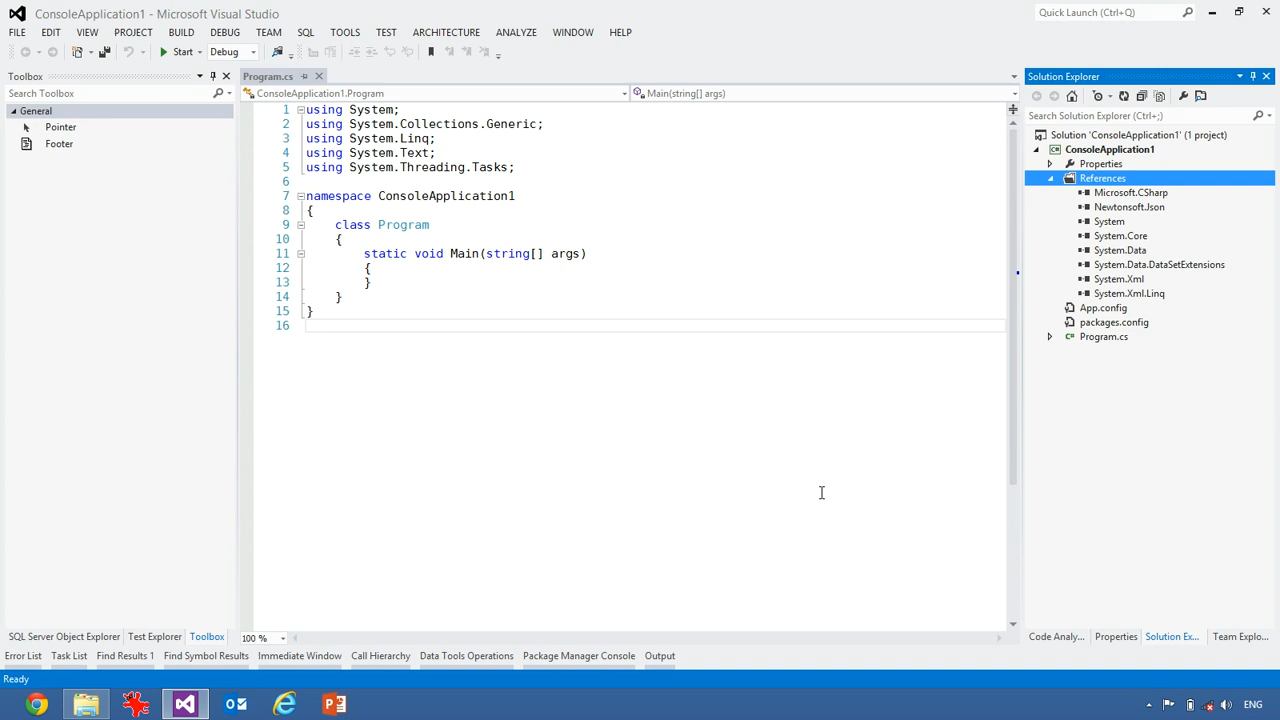 ConsoleApplication1 - Microsoft Visual Studio
Quick Launch (Ctrl+Q)
FILE EDIT VIEW PROJECT BUILD DEBUG TEAM SQL TOOLS TEST ARCHITECTURE ANALYZE WINDOW HELP
Start Debug
Toolbox
Search Toolbox
General
Pointer
Footer
Program.cs
ConsoleApplication1.Program Main(string[] args)
1 using System;
2 using System.Collections.Generic;
3 using System.Linq;
4 using System.Text;
5 using System.Threading.Tasks;
6
7 namespace ConsoleApplication1
8 {
9 class Program
10 {
11 static void Main(string[] args)
12 {
13 }
14 }
15 }
16
100 %
Solution Explorer
Search Solution Explorer (Ctrl+;)
Solution 'ConsoleApplication1' (1 project)
ConsoleApplication1
Properties
References
Microsoft.CSharp
Newtonsoft.Json
System
System.Core
System.Data
System.Data.DataSetExtensions
System.Xml
System.Xml.Linq
App.config
packages.config
Program.cs
SQL Server Object Explorer Test Explorer Toolbox
Code Analy... Properties Solution Ex... Team Explo...
Error List Task List Find Results 1 Find Symbol Results Immediate Window Call Hierarchy Data Tools Operations Package Manager Console Output
Ready
ENG